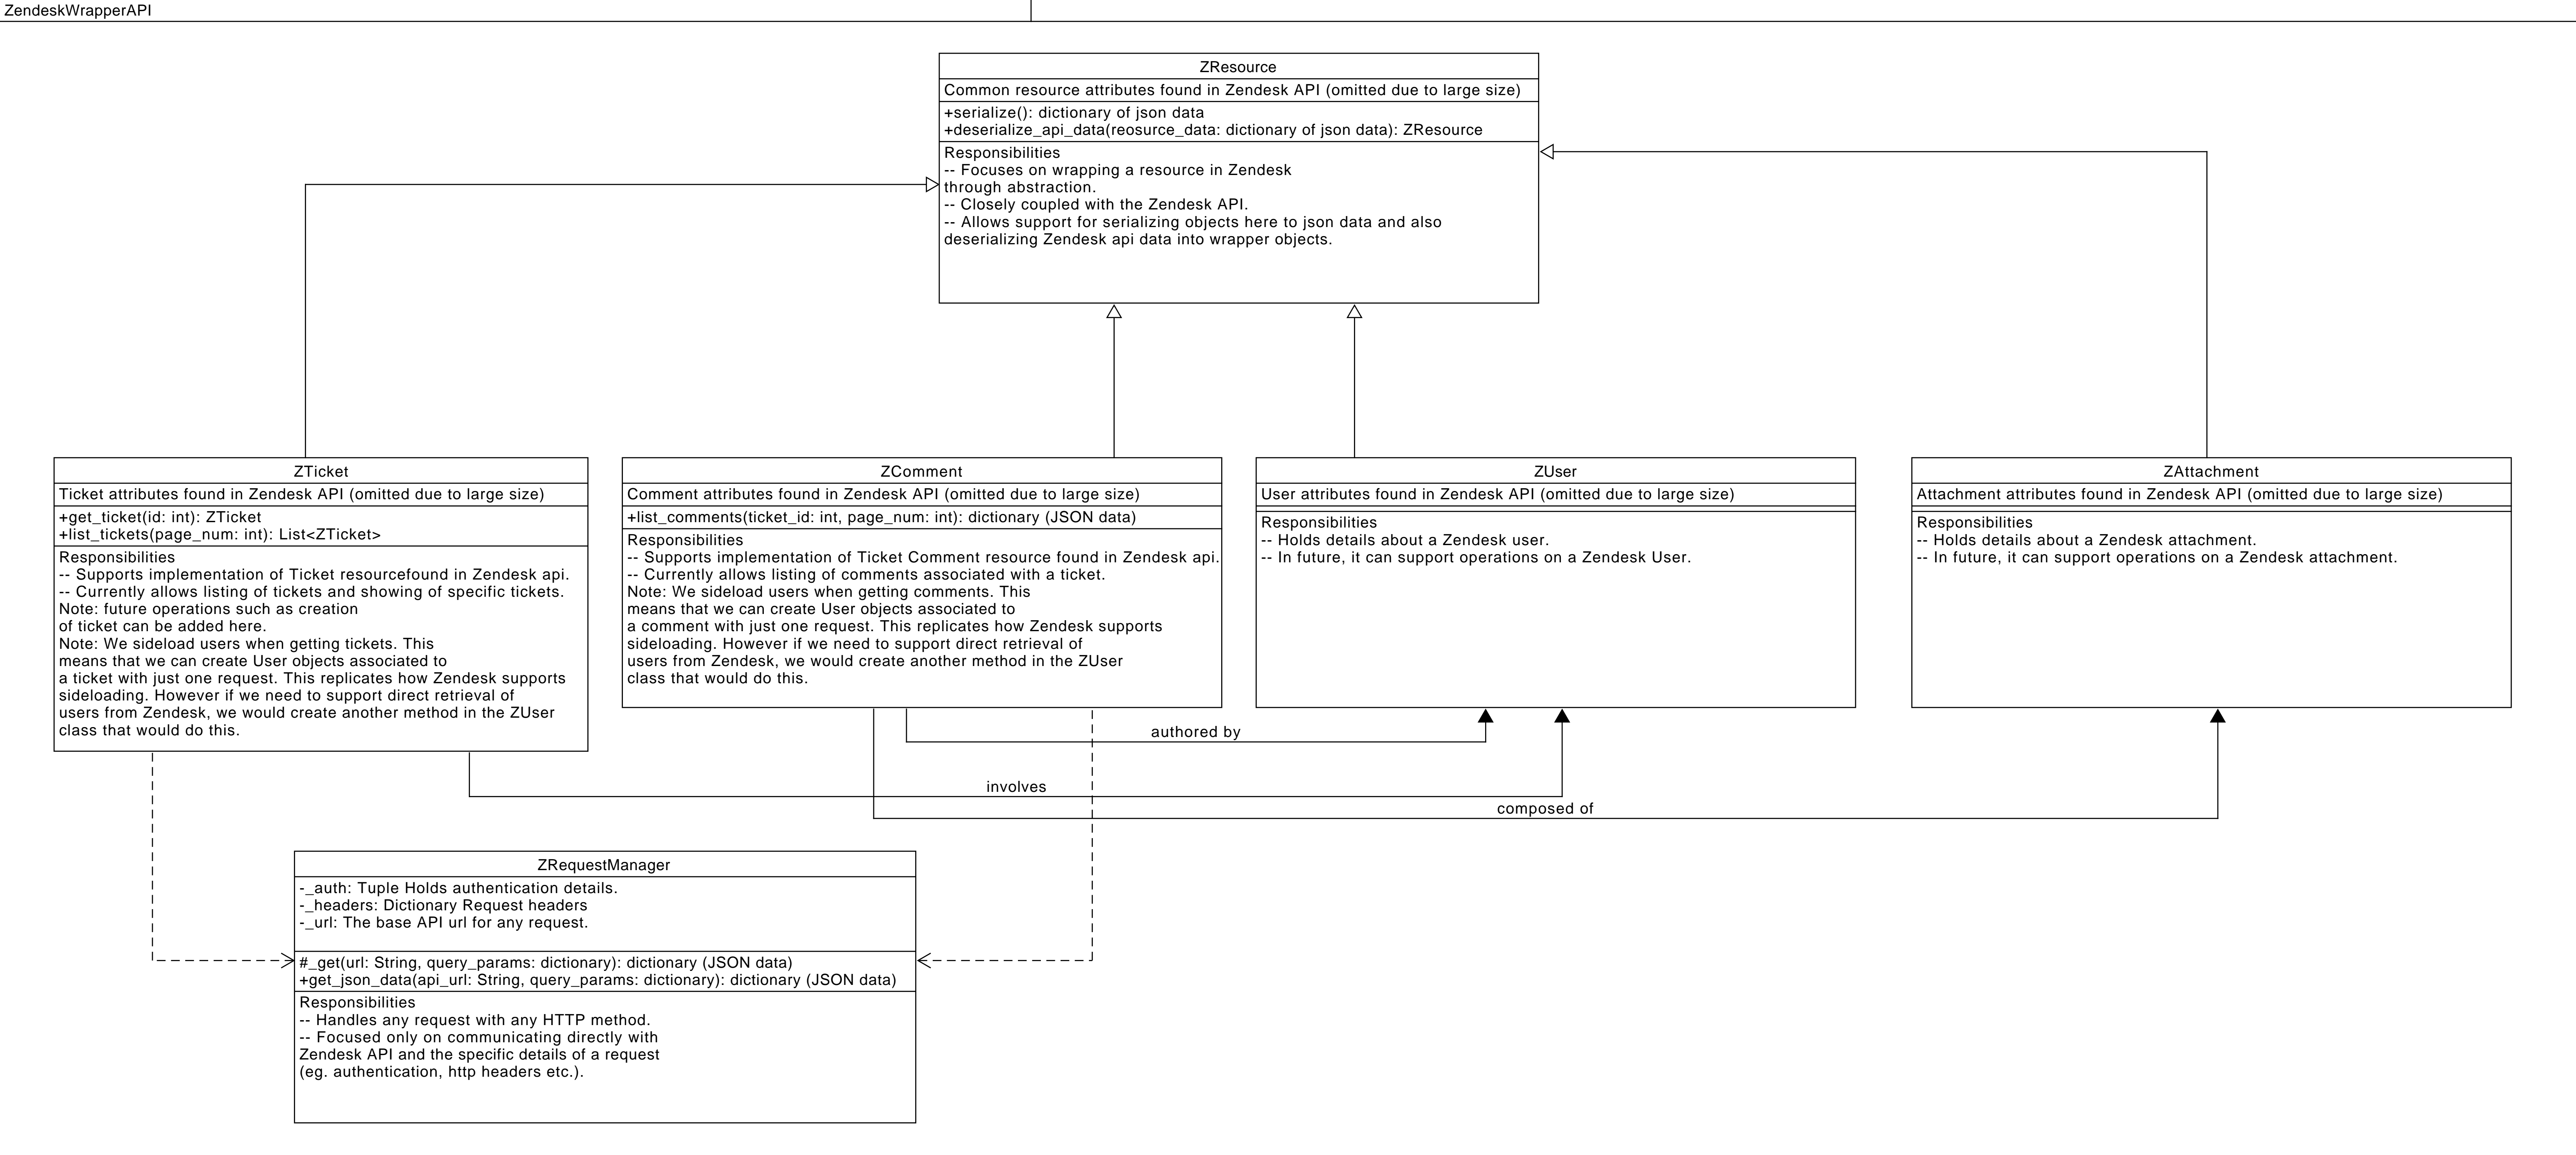 ZendeskWrapperAPI
ZResource
Common resource attributes found in Zendesk API (omitted due to large size)
+serialize(): dictionary of json data
+deserialize_api_data(reosurce_data: dictionary of json data): ZResource
Responsibilities
-- Focuses on wrapping a resource in Zendesk
through abstraction.
-- Closely coupled with the Zendesk API.
-- Allows support for serializing objects here to json data and also
deserializing Zendesk api data into wrapper objects.
ZTicket
Ticket attributes found in Zendesk API (omitted due to large size)
+get_ticket(id: int): ZTicket
+list_tickets(page_num: int): List<ZTicket>
Responsibilities
-- Supports implementation of Ticket resourcefound in Zendesk api.
-- Currently allows listing of tickets and showing of specific tickets.
Note: future operations such as creation
of ticket can be added here.
Note: We sideload users when getting tickets. This
means that we can create User objects associated to
a ticket with just one request. This replicates how Zendesk supports
sideloading. However if we need to support direct retrieval of
users from Zendesk, we would create another method in the ZUser
class that would do this.
ZComment
Comment attributes found in Zendesk API (omitted due to large size)
+list_comments(ticket_id: int, page_num: int): dictionary (JSON data)
Responsibilities
-- Supports implementation of Ticket Comment resource found in Zendesk api.
-- Currently allows listing of comments associated with a ticket.
Note: We sideload users when getting comments. This
means that we can create User objects associated to
a comment with just one request. This replicates how Zendesk supports
sideloading. However if we need to support direct retrieval of
users from Zendesk, we would create another method in the ZUser
class that would do this.
ZUser
User attributes found in Zendesk API (omitted due to large size)
Responsibilities
-- Holds details about a Zendesk user.
-- In future, it can support operations on a Zendesk User.
ZAttachment
Attachment attributes found in Zendesk API (omitted due to large size)
Responsibilities
-- Holds details about a Zendesk attachment.
-- In future, it can support operations on a Zendesk attachment.
authored by
involves
composed of
ZRequestManager
-_auth: Tuple Holds authentication details.
-_headers: Dictionary Request headers
-_url: The base API url for any request.
#_get(url: String, query_params: dictionary): dictionary (JSON data)
+get_json_data(api_url: String, query_params: dictionary): dictionary (JSON data)
Responsibilities
-- Handles any request with any HTTP method.
-- Focused only on communicating directly with
Zendesk API and the specific details of a request
(eg. authentication, http headers etc.).